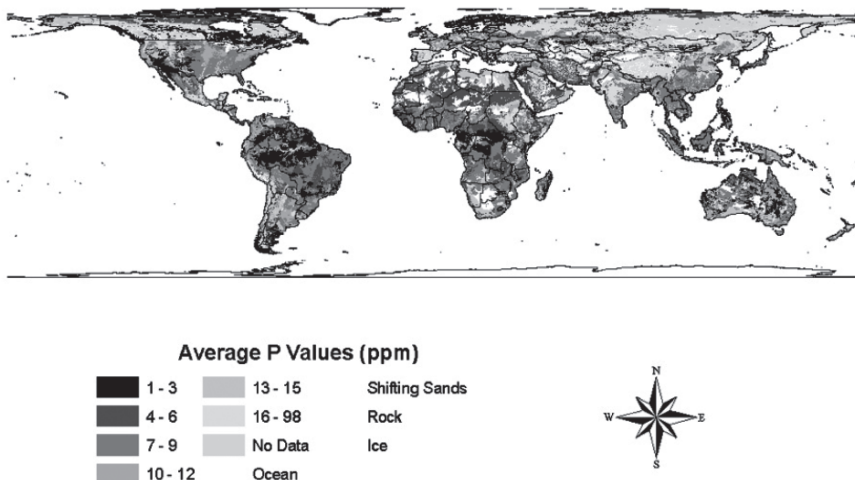 Average P Values (ppm)
1 - 3 13 - 15 Shifting Sands
4 - 6 16 - 98 Rock
7 - 9 No Data Ice
10 - 12 Ocean
N
W E
S